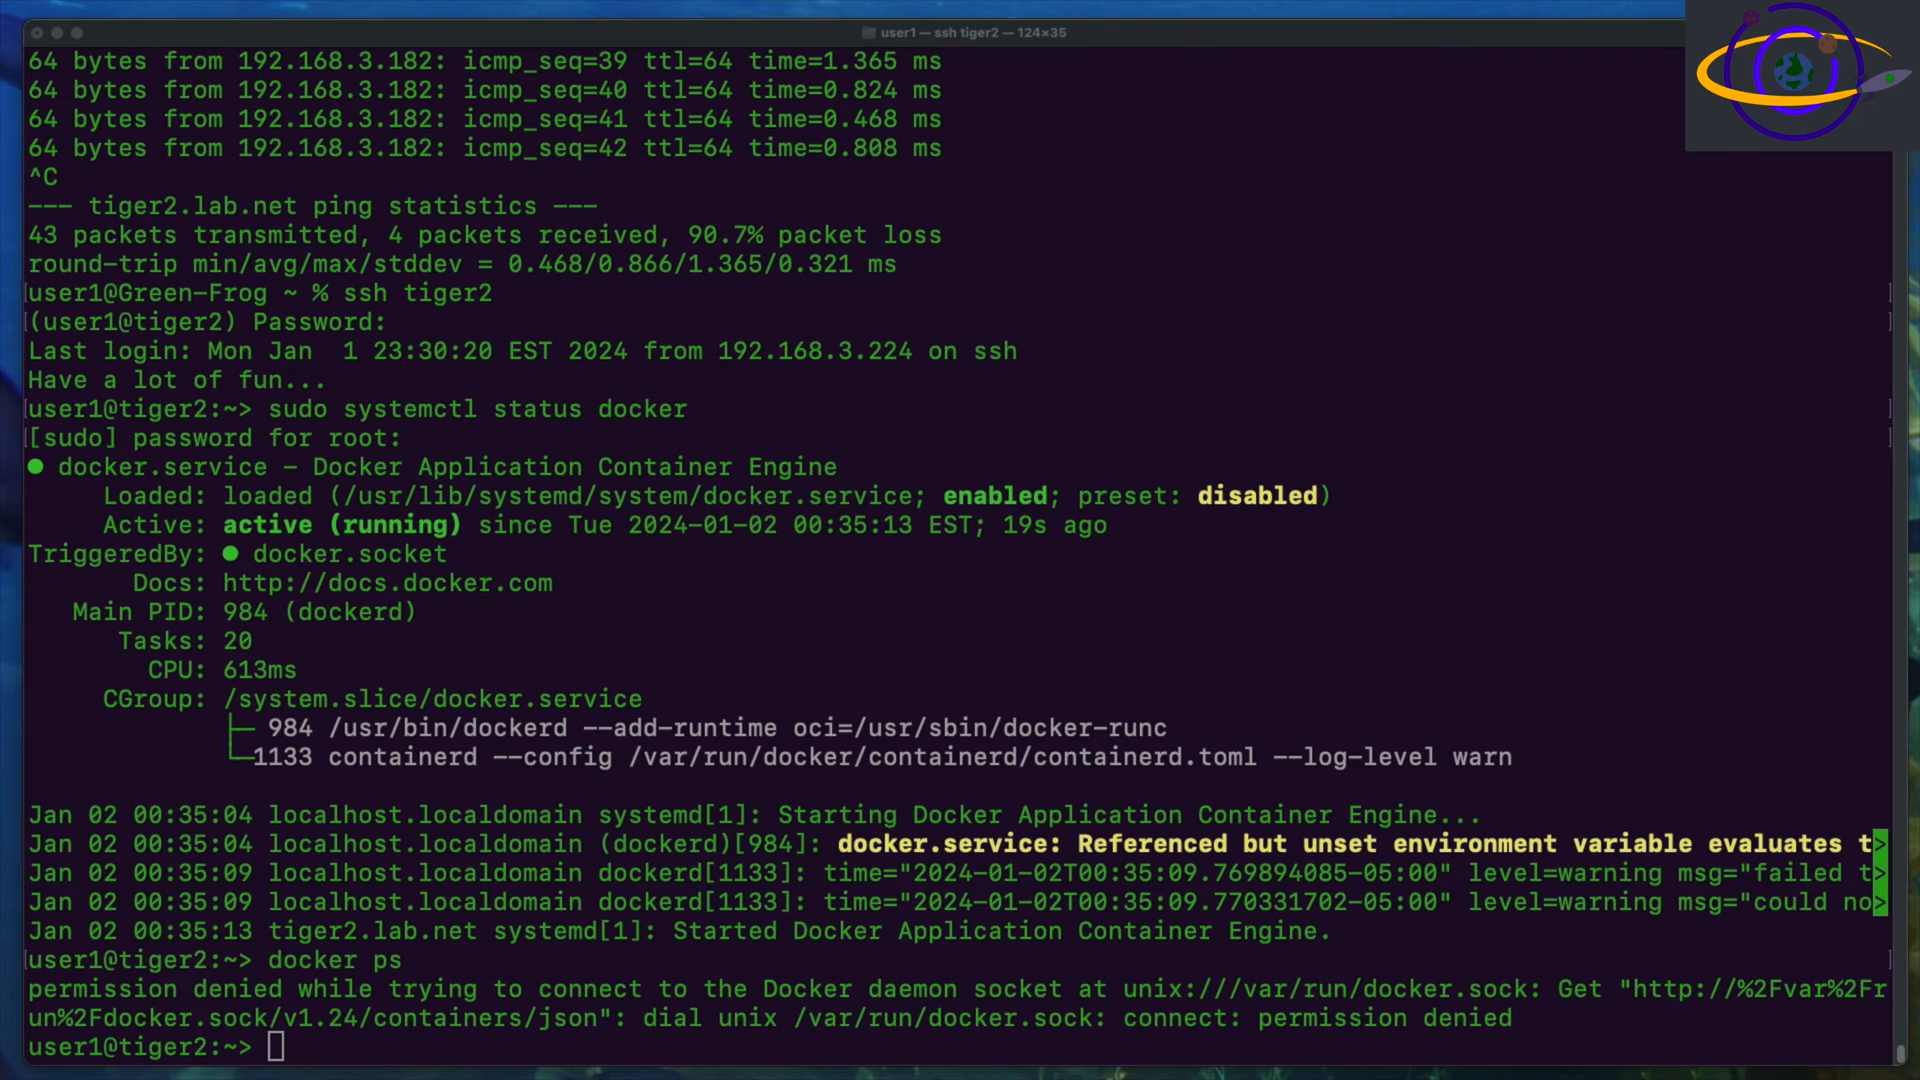 user1 — ssh tiger2 — 124×35
64 bytes from 192.168.3.182: icmp_seq=39 ttl=64 time=1.365 ms
64 bytes from 192.168.3.182: icmp_seq=40 ttl=64 time=0.824 ms
64 bytes from 192.168.3.182: icmp_seq=41 ttl=64 time=0.468 ms
64 bytes from 192.168.3.182: icmp_seq=42 ttl=64 time=0.808 ms
^C
--- tiger2.lab.net ping statistics ---
43 packets transmitted, 4 packets received, 90.7% packet loss
round-trip min/avg/max/stddev = 0.468/0.866/1.365/0.321 ms
[user1@Green-Frog ~ % ssh tiger2 ]
[(user1@tiger2) Password: ]
Last login: Mon Jan  1 23:30:20 EST 2024 from 192.168.3.224 on ssh
Have a lot of fun...
[user1@tiger2:~> sudo systemctl status docker ]
[[sudo] password for root: ]
● docker.service - Docker Application Container Engine
Loaded: loaded (/usr/lib/systemd/system/docker.service; enabled; preset: disabled)
Active: active (running) since Tue 2024-01-02 00:35:13 EST; 19s ago
TriggeredBy: ● docker.socket
Docs: http://docs.docker.com
Main PID: 984 (dockerd)
Tasks: 20
CPU: 613ms
CGroup: /system.slice/docker.service
├─ 984 /usr/bin/dockerd --add-runtime oci=/usr/sbin/docker-runc
└─1133 containerd --config /var/run/docker/containerd/containerd.toml --log-level warn
Jan 02 00:35:04 localhost.localdomain systemd[1]: Starting Docker Application Container Engine...
Jan 02 00:35:04 localhost.localdomain (dockerd)[984]: docker.service: Referenced but unset environment variable evaluates t>
Jan 02 00:35:09 localhost.localdomain dockerd[1133]: time="2024-01-02T00:35:09.769894085-05:00" level=warning msg="failed t>
Jan 02 00:35:09 localhost.localdomain dockerd[1133]: time="2024-01-02T00:35:09.770331702-05:00" level=warning msg="could no>
Jan 02 00:35:13 tiger2.lab.net systemd[1]: Started Docker Application Container Engine.
[user1@tiger2:~> docker ps ]
permission denied while trying to connect to the Docker daemon socket at unix:///var/run/docker.sock: Get "http://%2Fvar%2Fr
un%2Fdocker.sock/v1.24/containers/json": dial unix /var/run/docker.sock: connect: permission denied
user1@tiger2:~>